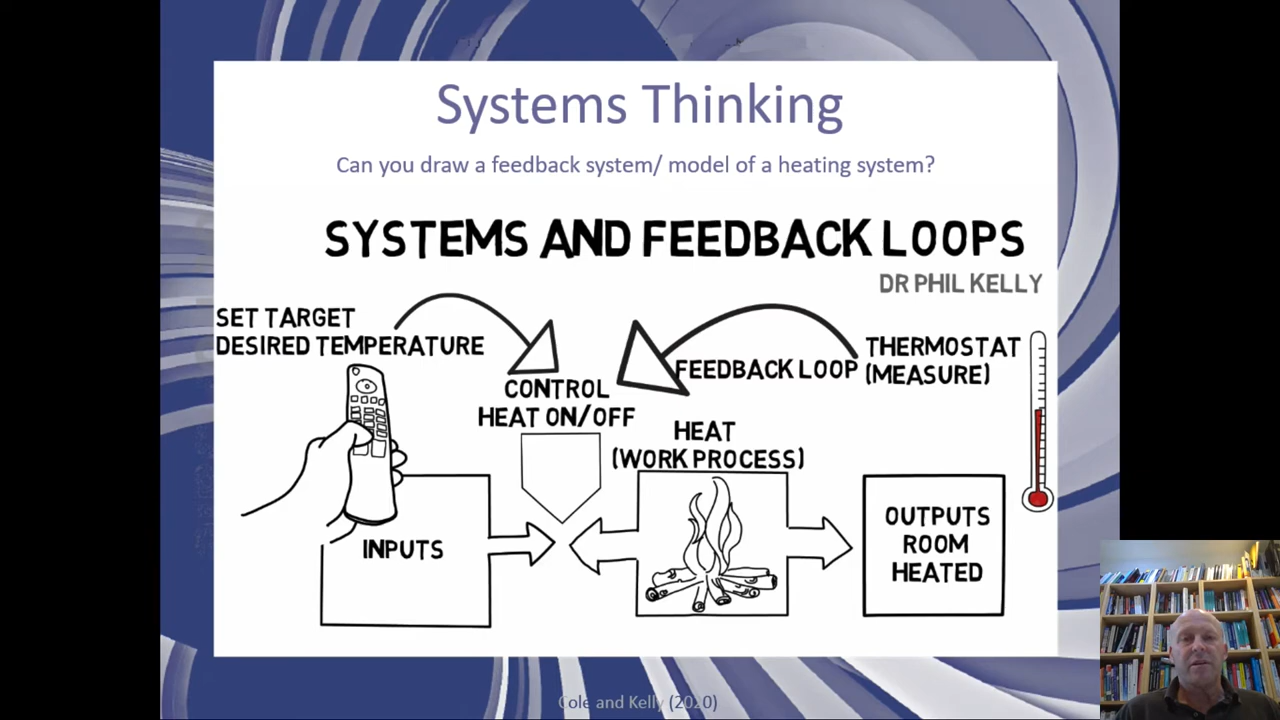 Systems Thinking
Can you draw a feedback system/ model of a heating system?
SYSTEMS AND FEEDBACK LOOPS
DR PHIL KELLY
SET TARGET
DESIRED TEMPERATURE
THERMOSTAT
(MEASURE)
FEEDBACK LOOP
CONTROL
HEAT ON/OFF
HEAT
(WORK PROCESS)
INPUTS
OUTPUTS
ROOM
HEATED
Cole and Kelly (2020)